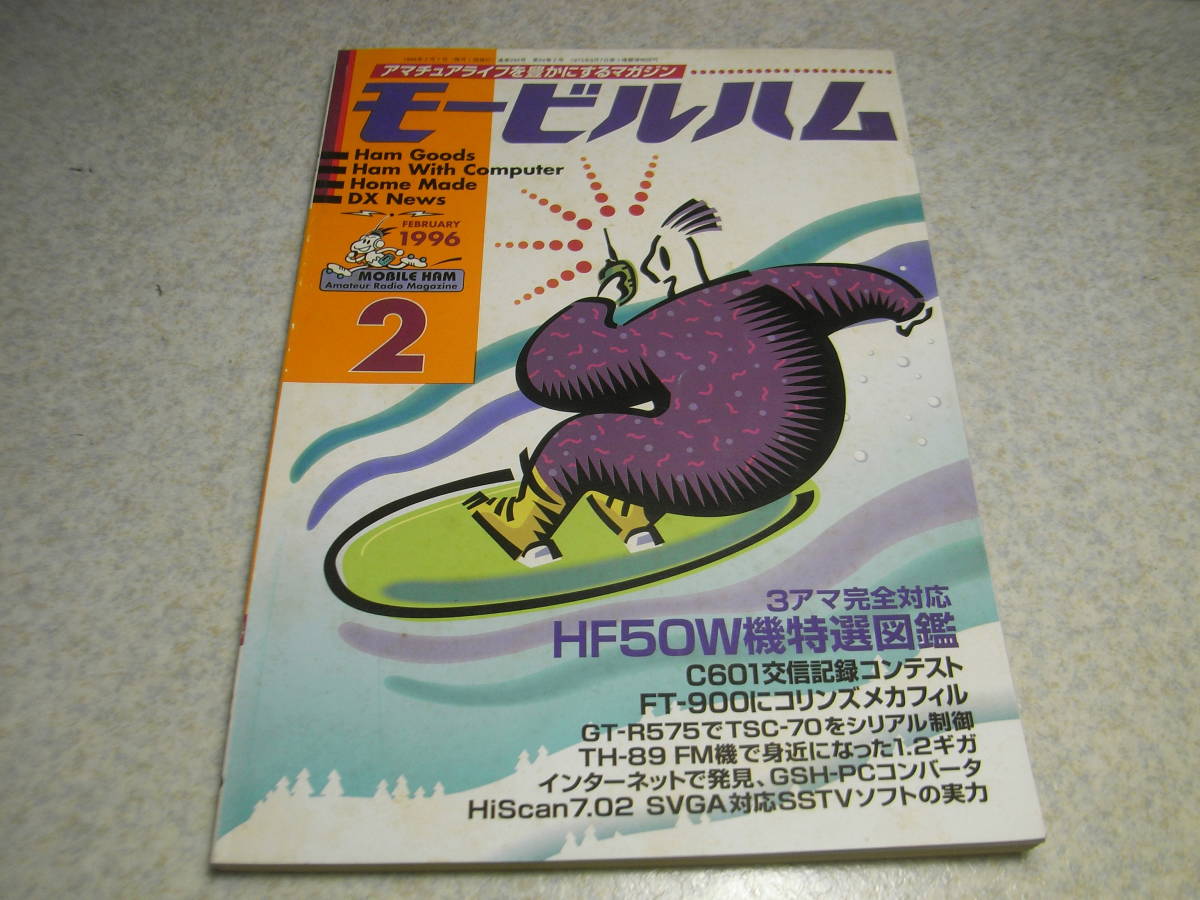 アマチュアライフを豊かにするマガジン
モービルハム
Ham Goods
Ham With Computer
Home Made
DX News
FEBRUARY
1996
MOBILE HAM
Amateur Radio Magazine
2
3アマ完全対応
HF50W機特選図鑑
C601交信記録コンテスト
FT-900にコリンズメカフィル
GT-R575でTSC-70をシリアル制御
TH-89 FM機で身近になった1.2ギガ
インターネットで発見、GSH-PCコンバータ
HiScan7.02 SVGA対応SSTVソフトの実力